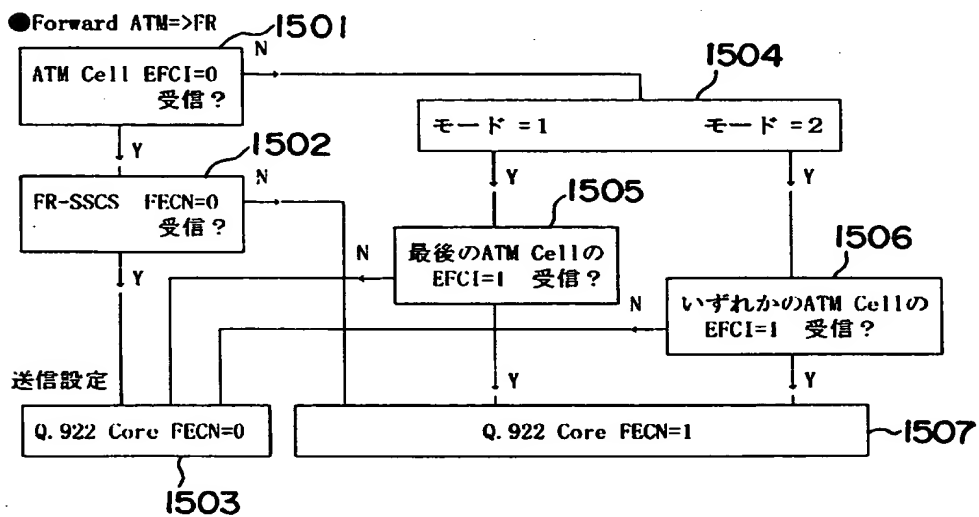 ●Forward ATM=>FR
1501
N
ATM Cell EFCI=0
受信？
1504
モード =1 モード =2
Y
1502
N
Y
Y
FR-SSCS FECN=0
受信？
1505
1506
N
最後のATM Cellの
EFCI=1 受信？
Y
N
いずれかのATM Cellの
EFCI=1 受信？
送信設定
Y
Y
Q.922 Core FECN=0
Q.922 Core FECN=1
1507
1503